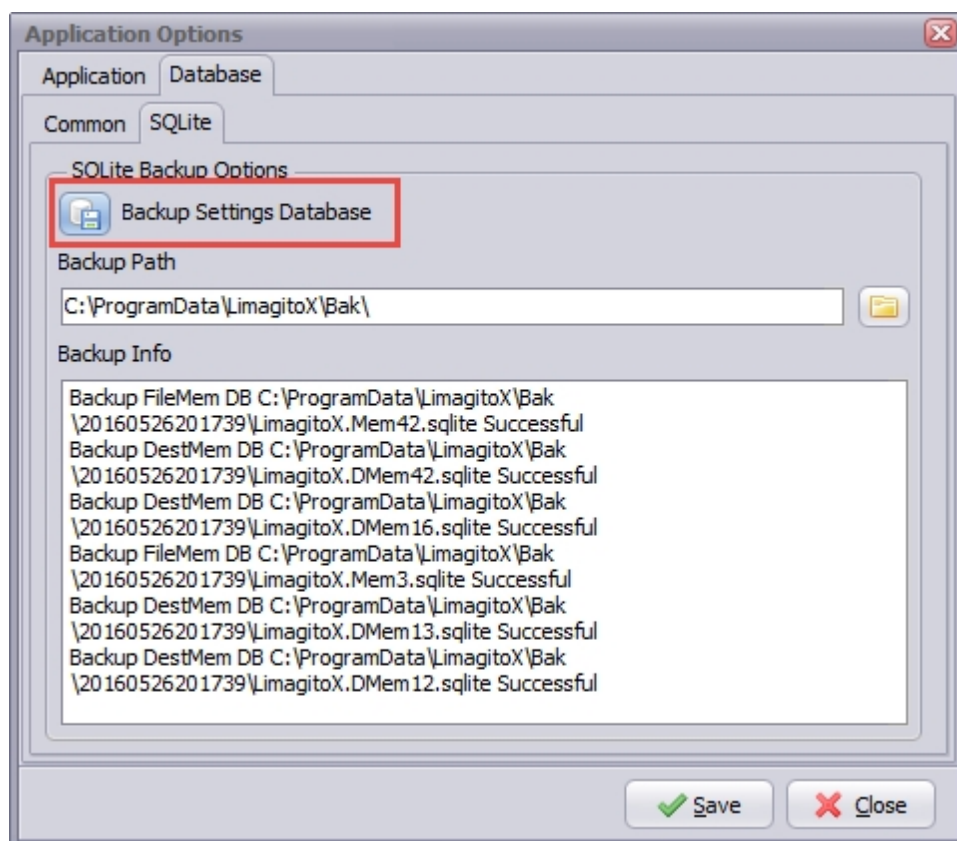 Application Options
Application Database
Common SQLite
SQLite Backup Options
Backup Settings Database
Backup Path
C:\ProgramData\LimagitoX\Bak\
Backup Info
Backup FileMem DB C:\ProgramData\LimagitoX\Bak
\20160526201739\LimagitoX.Mem42.sqlite Successful
Backup DestMem DB C:\ProgramData\LimagitoX\Bak
\20160526201739\LimagitoX.DMem42.sqlite Successful
Backup DestMem DB C:\ProgramData\LimagitoX\Bak
\20160526201739\LimagitoX.DMem16.sqlite Successful
Backup FileMem DB C:\ProgramData\LimagitoX\Bak
\20160526201739\LimagitoX.Mem3.sqlite Successful
Backup DestMem DB C:\ProgramData\LimagitoX\Bak
\20160526201739\LimagitoX.DMem13.sqlite Successful
Backup DestMem DB C:\ProgramData\LimagitoX\Bak
\20160526201739\LimagitoX.DMem12.sqlite Successful
Save Close